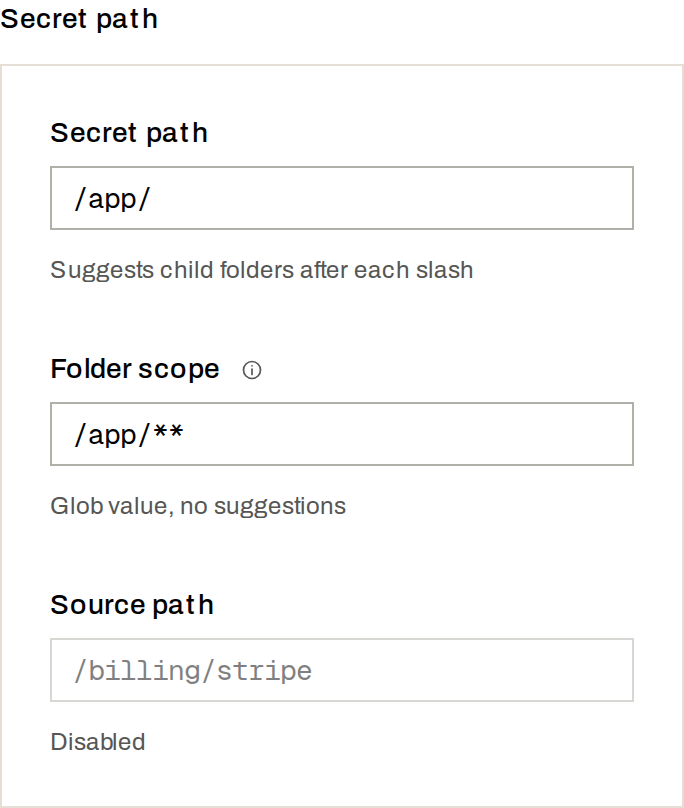 Secret path
Secret path
/app/
Suggests child folders after each slash
Folder scope
/app/**
Glob value, no suggestions
Source path
/billing/stripe
Disabled